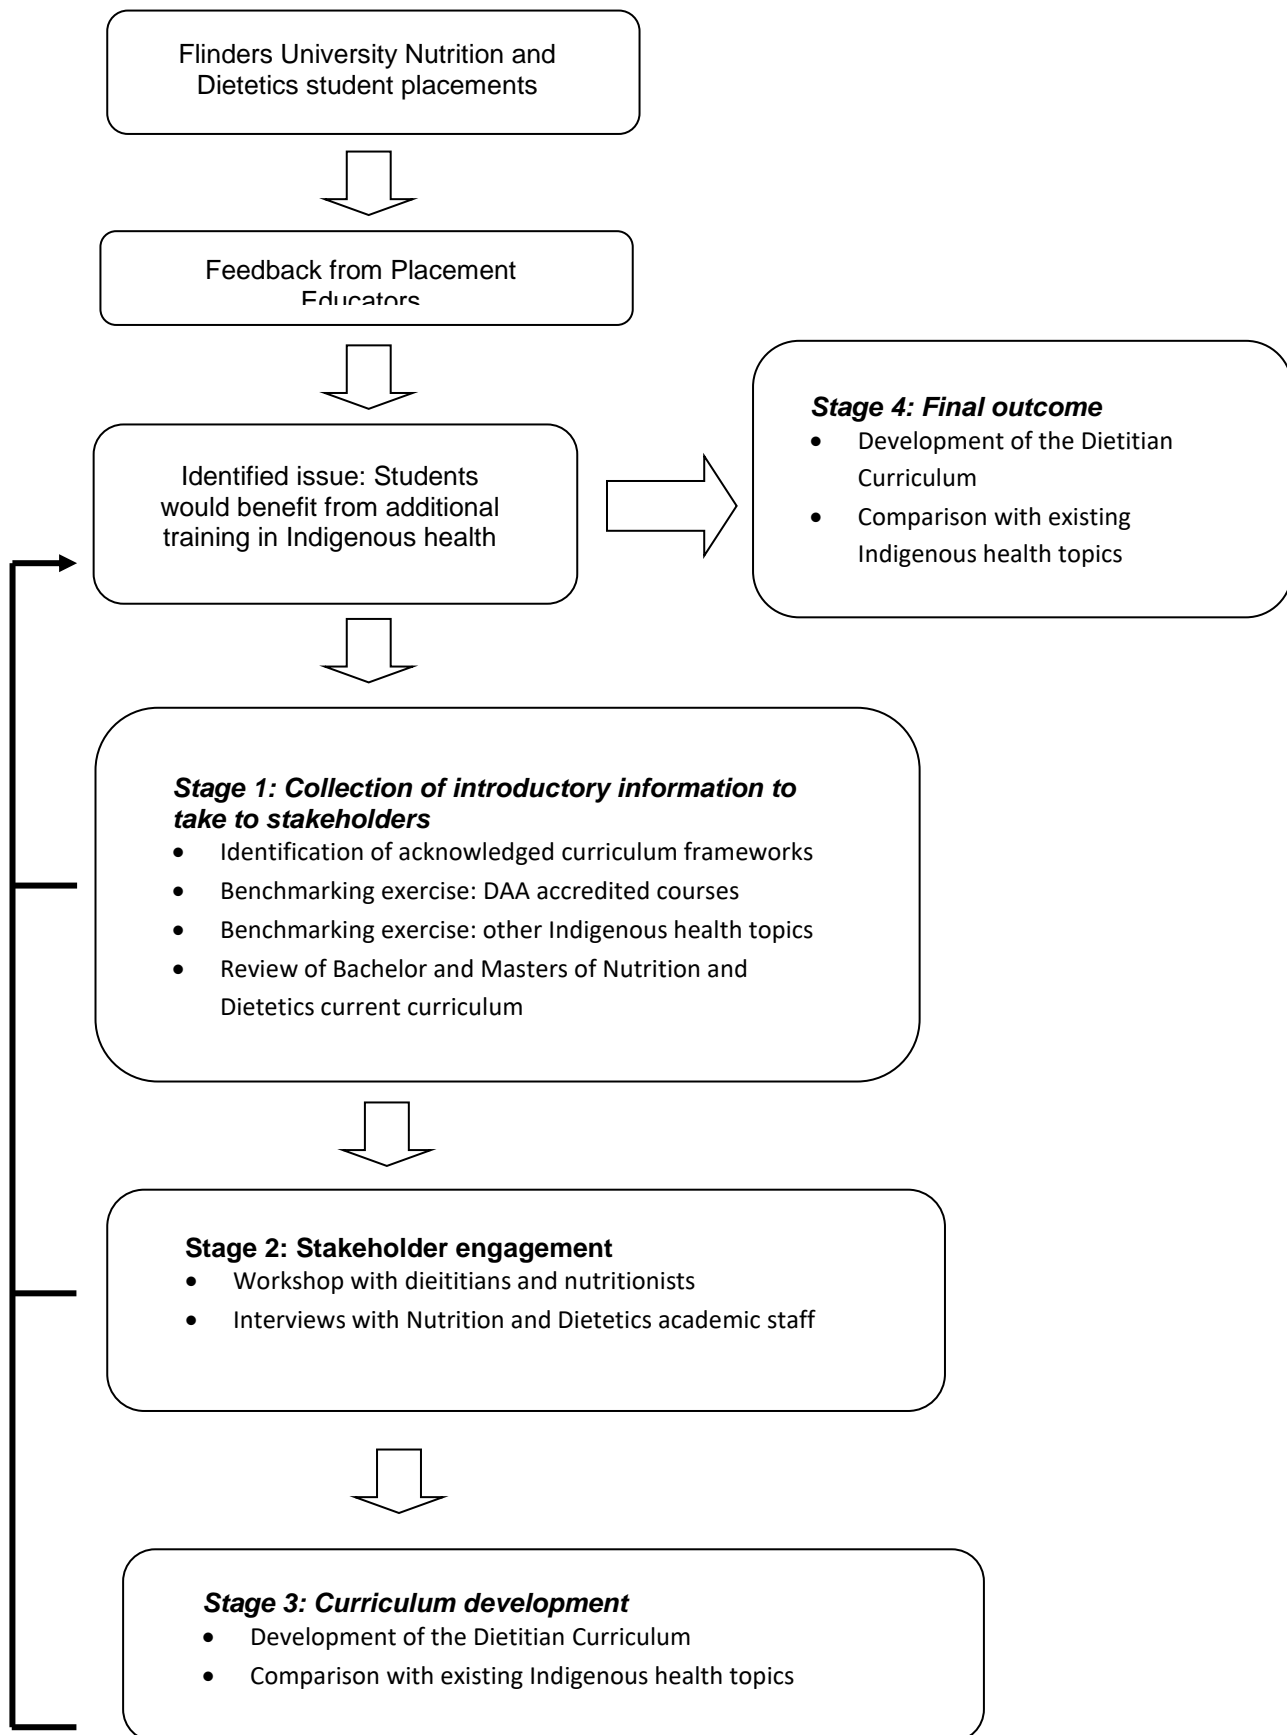 Flinders University Nutrition and
Dietetics student placements
Feedback from Placement
Educators
Identified issue: Students
would benefit from additional
training in Indigenous health
Stage 4: Final outcome
• Development of the Dietitian
Curriculum
• Comparison with existing
Indigenous health topics
Stage 1: Collection of introductory information to
take to stakeholders
• Identification of acknowledged curriculum frameworks
• Benchmarking exercise: DAA accredited courses
• Benchmarking exercise: other Indigenous health topics
• Review of Bachelor and Masters of Nutrition and
Dietetics current curriculum
Stage 2: Stakeholder engagement
• Workshop with dieititians and nutritionists
• Interviews with Nutrition and Dietetics academic staff
Stage 3: Curriculum development
• Development of the Dietitian Curriculum
• Comparison with existing Indigenous health topics